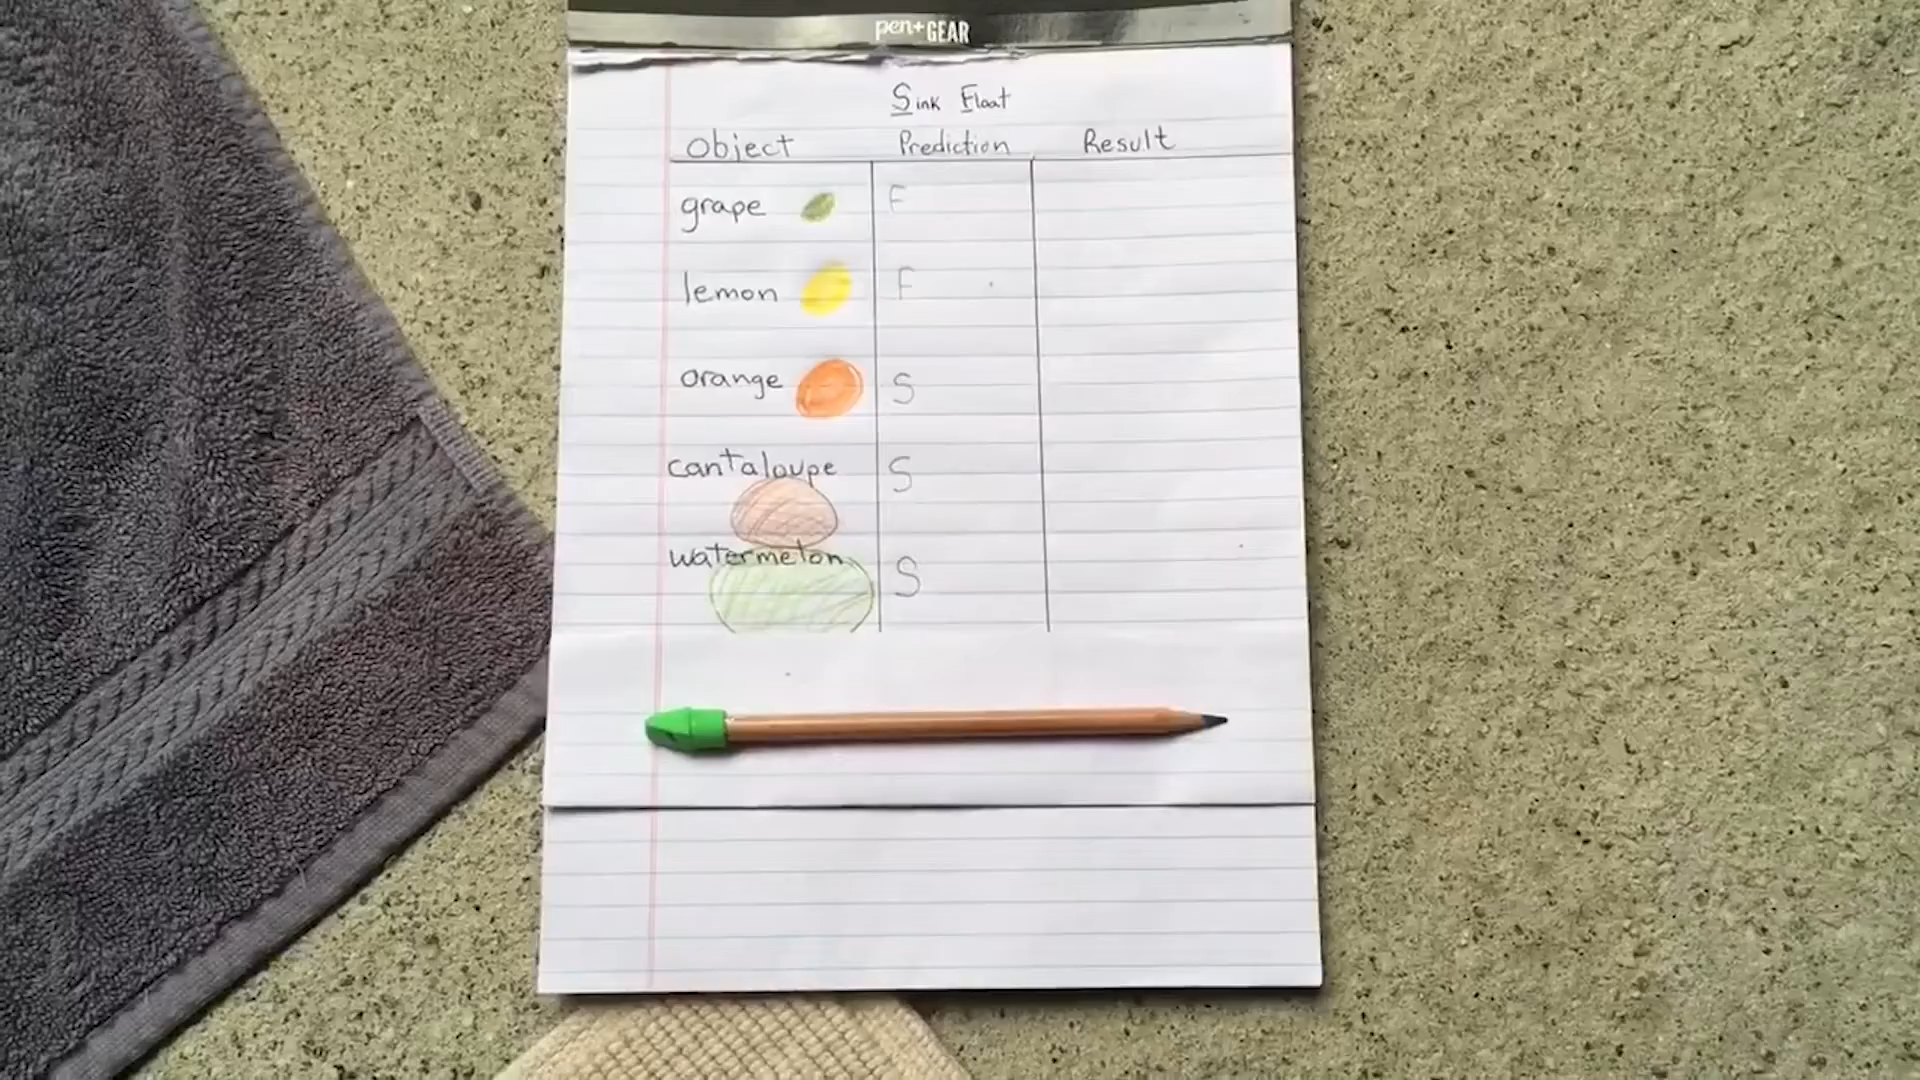 pen+GEAR
Sink Float
Object Prediction Result
grape F
lemon F
orange S
cantaloupe S
watermelon S